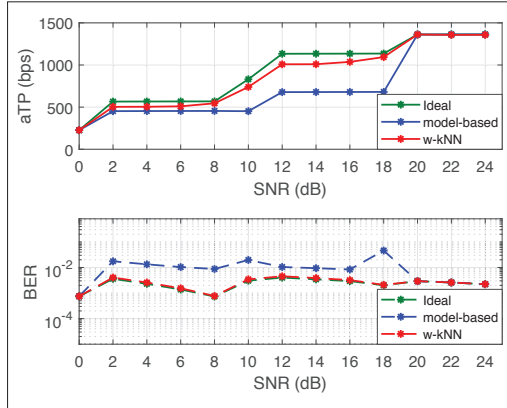 aTP (bps)
1500
1000
500
0
Ideal
model-based
w-kNN
0 2 4 6 8 10 12 14 16 18 20 22 24
SNR (dB)
BER
10-2
10-4
Ideal
model-based
w-kNN
0 2 4 6 8 10 12 14 16 18 20 22 24
SNR (dB)